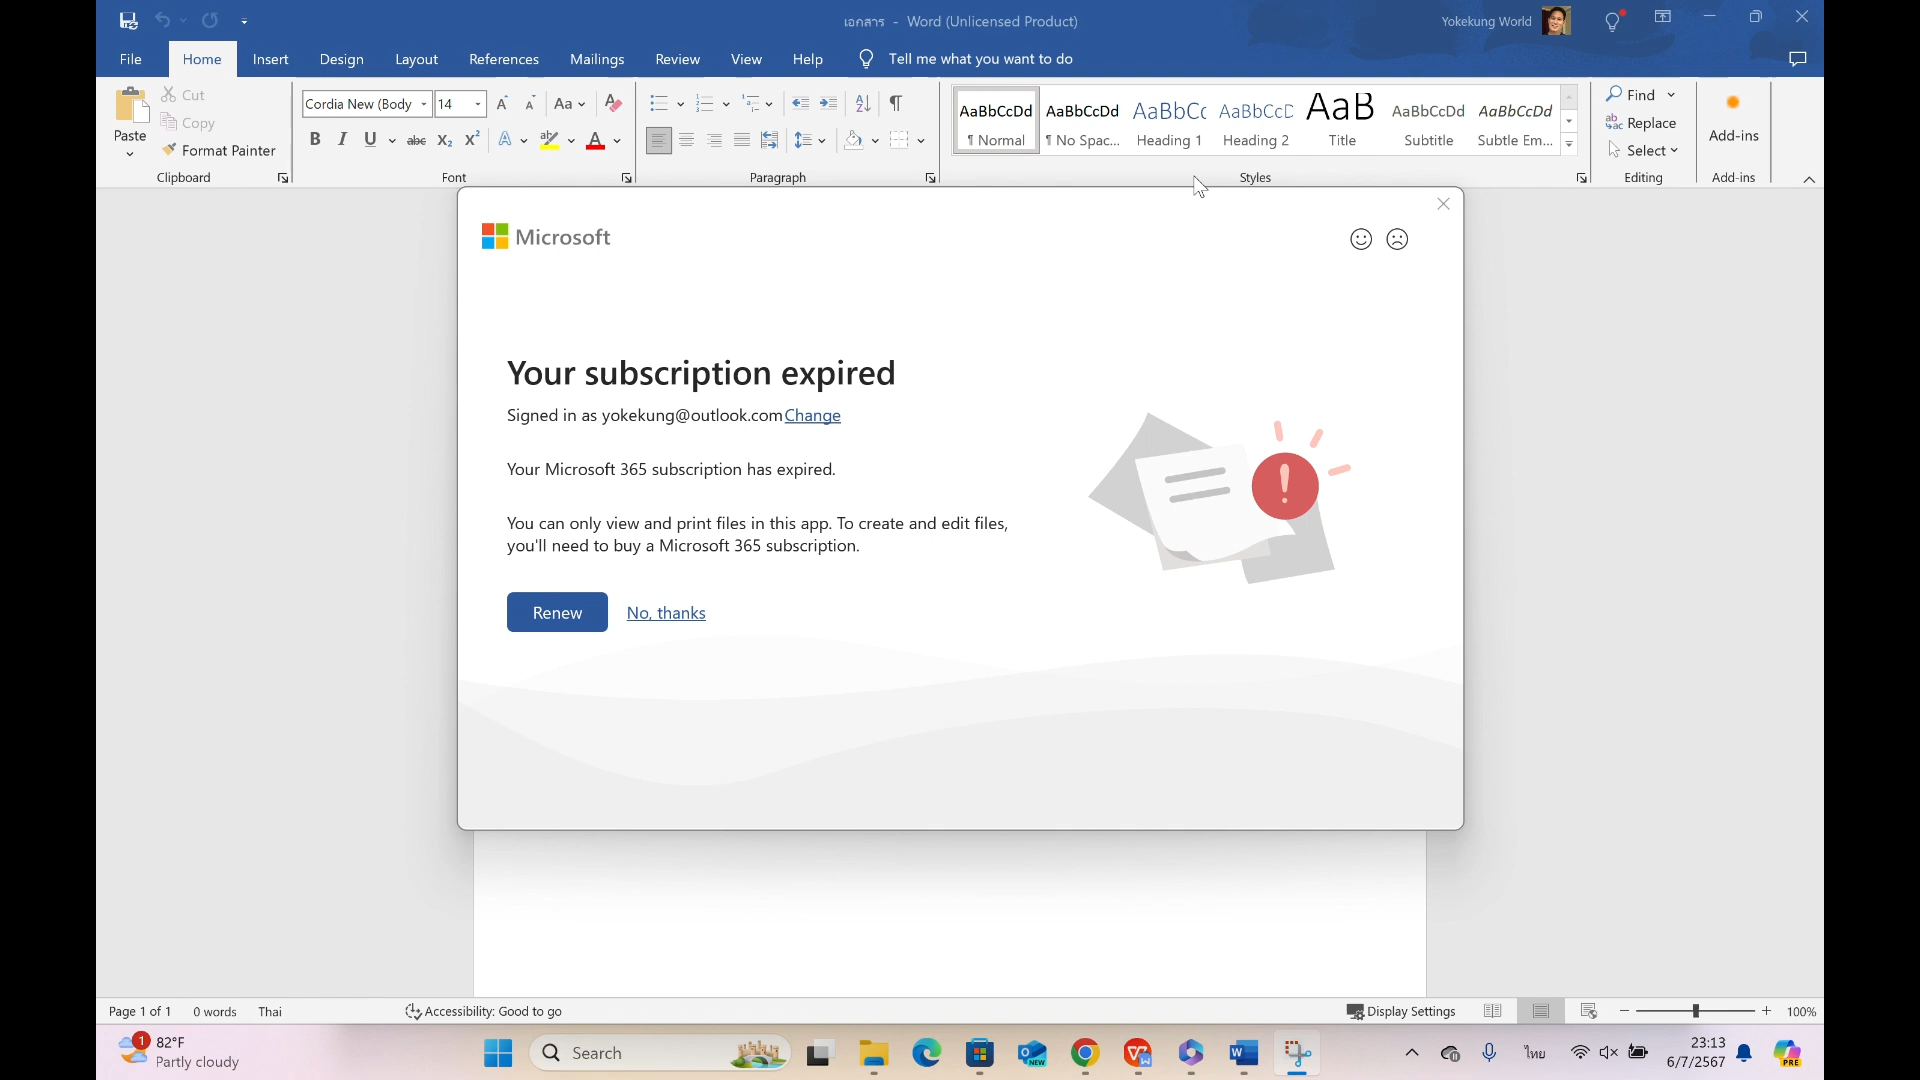 เอกสาร - Word (Unlicensed Product)
Yokekung World
File
Home
Insert
Design
Layout
References
Mailings
Review
View
Help
Tell me what you want to do
Paste
Cut
Copy
Format Painter
Clipboard
Cordia New (Body
14
Aa
B I U abc X₂ X² A A
Font
Paragraph
AaBbCcDd
¶ Normal
AaBbCcDd
¶ No Spac...
AaBbCc
Heading 1
AaBbCcD
Heading 2
AaB
Title
AaBbCcDd
Subtitle
AaBbCcDd
Subtle Em...
Styles
Find
Replace
Select
Editing
Add-ins
Add-ins
Microsoft
Your subscription expired
Signed in as yokekung@outlook.com Change
Your Microsoft 365 subscription has expired.
You can only view and print files in this app. To create and edit files,
you'll need to buy a Microsoft 365 subscription.
Renew
No, thanks
Page 1 of 1
0 words
Thai
Accessibility: Good to go
Display Settings
100%
1
82°F
Partly cloudy
Search
NEW
ไทย
23:13
6/7/2567
PRE